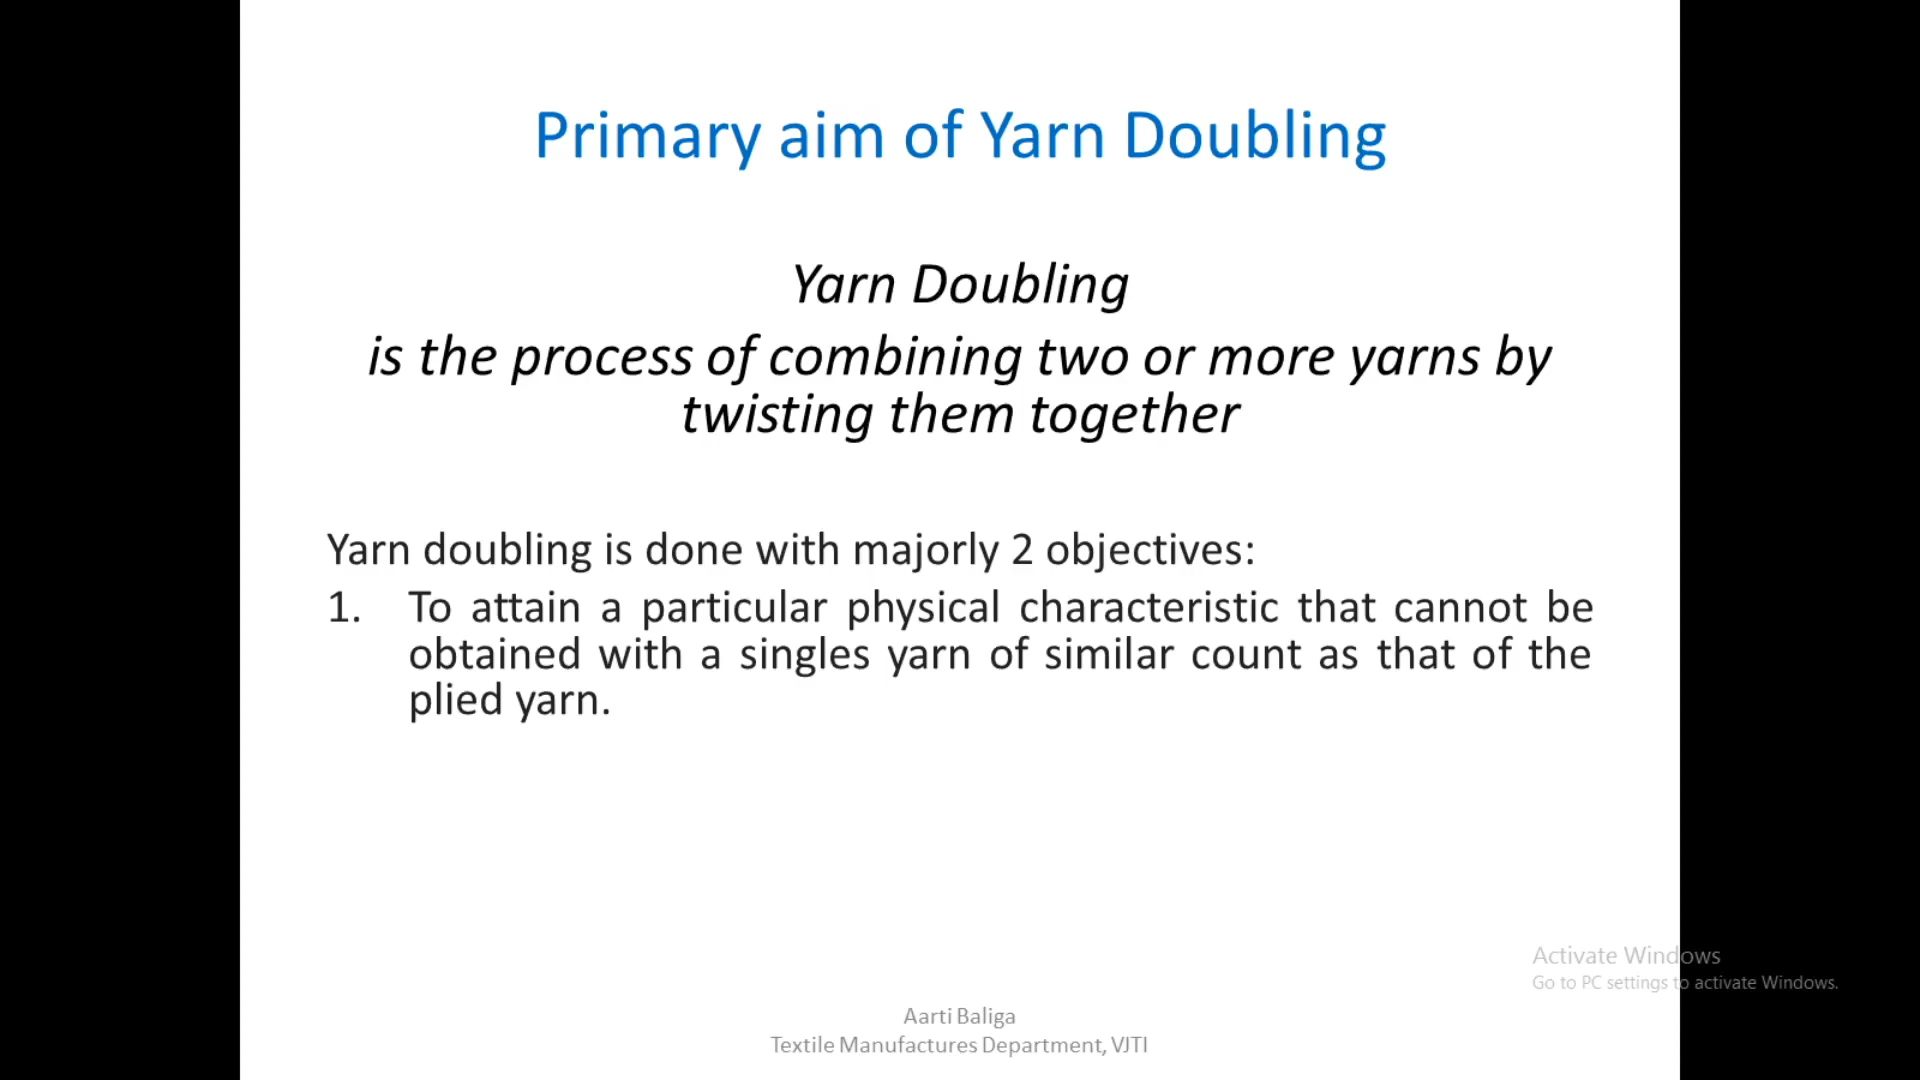 Primary aim of Yarn Doubling
Yarn Doubling
is the process of combining two or more yarns by
twisting them together
Yarn doubling is done with majorly 2 objectives:
1. To attain a particular physical characteristic that cannot be
obtained with a singles yarn of similar count as that of the
plied yarn.
Activate Windows
Go to PC settings to activate Windows.
Aarti Baliga
Textile Manufactures Department, VJTI